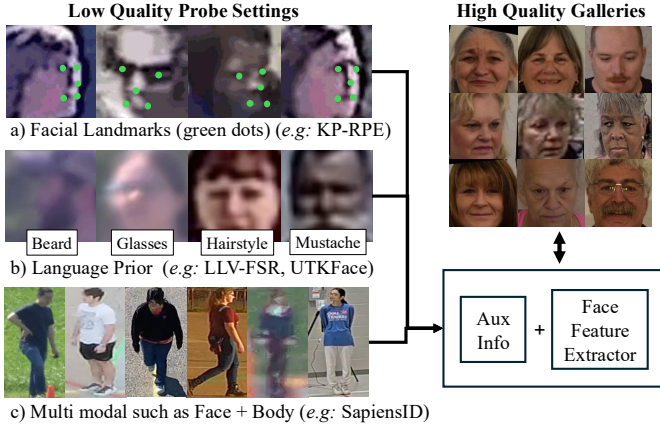 Low Quality Probe Settings
High Quality Galleries
a) Facial Landmarks (green dots) (e.g: KP-RPE)
Beard
Glasses
Hairstyle
Mustache
b) Language Prior (e.g: LLV-FSR, UTKFace)
c) Multi modal such as Face + Body (e.g: SapiensID)
Aux
Info
+
Face
Feature
Extractor